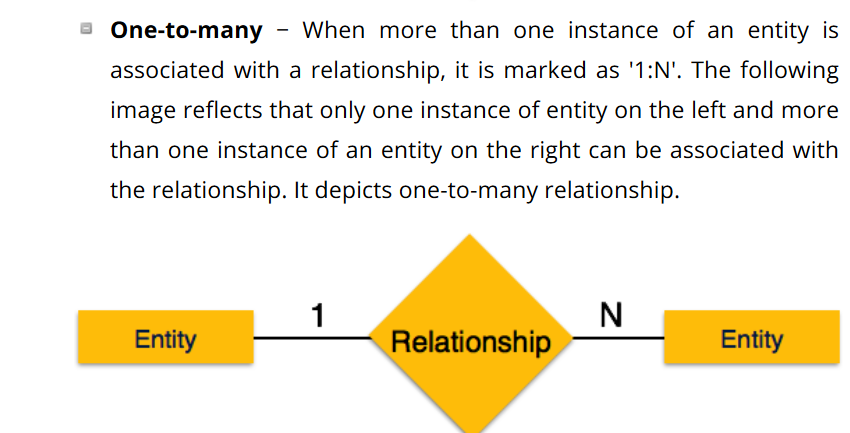 One-to-many – When more than one instance of an entity is
associated with a relationship, it is marked as '1:N'. The following
image reflects that only one instance of entity on the left and more
than one instance of an entity on the right can be associated with
the relationship. It depicts one-to-many relationship.
1
N
Entity
Relationship
Entity